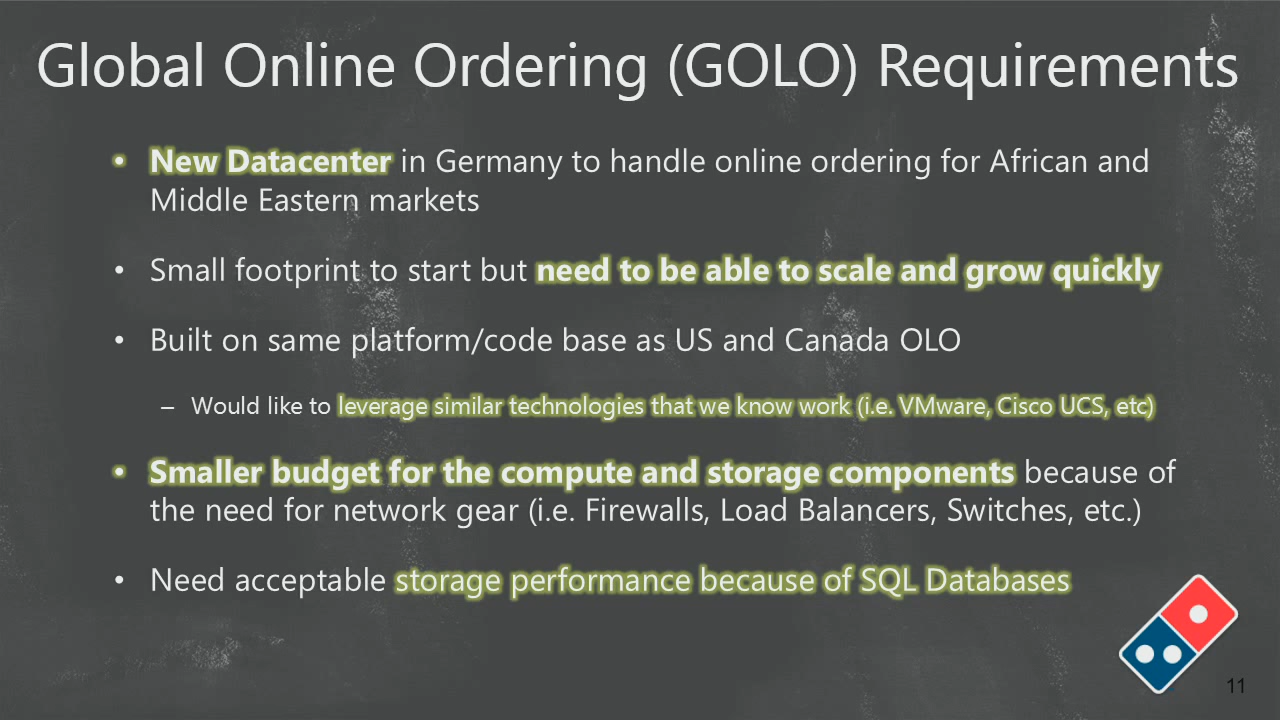 Global Online Ordering (GOLO) Requirements
• New Datacenter in Germany to handle online ordering for African and
Middle Eastern markets
• Small footprint to start but need to be able to scale and grow quickly
• Built on same platform/code base as US and Canada OLO
– Would like to leverage similar technologies that we know work (i.e. VMware, Cisco UCS, etc)
• Smaller budget for the compute and storage components because of
the need for network gear (i.e. Firewalls, Load Balancers, Switches, etc.)
• Need acceptable storage performance because of SQL Databases
11